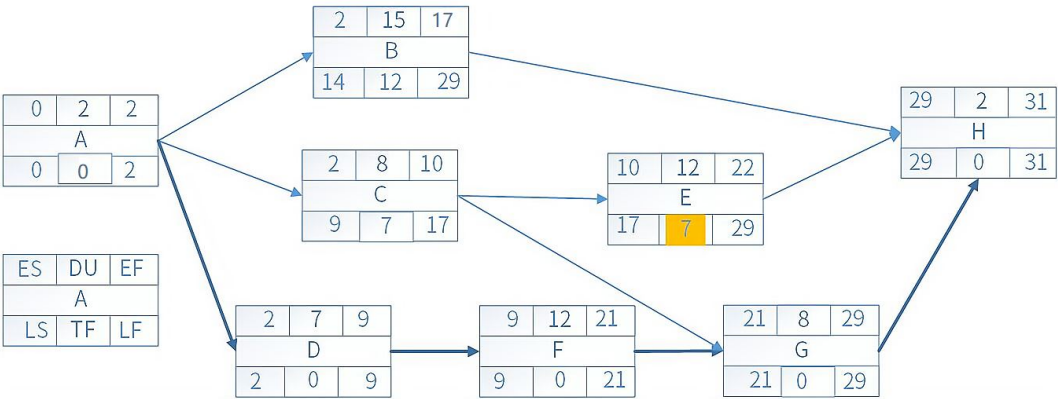 2 15 17
B
14 12 29
0 2 2
A
0 0 2
29 2 31
H
29 0 31
2 8 10
C
9 7 17
10 12 22
E
17 7 29
ES DU EF
A
LS TF LF
2 7 9
D
2 0 9
9 12 21
F
9 0 21
21 8 29
G
21 0 29